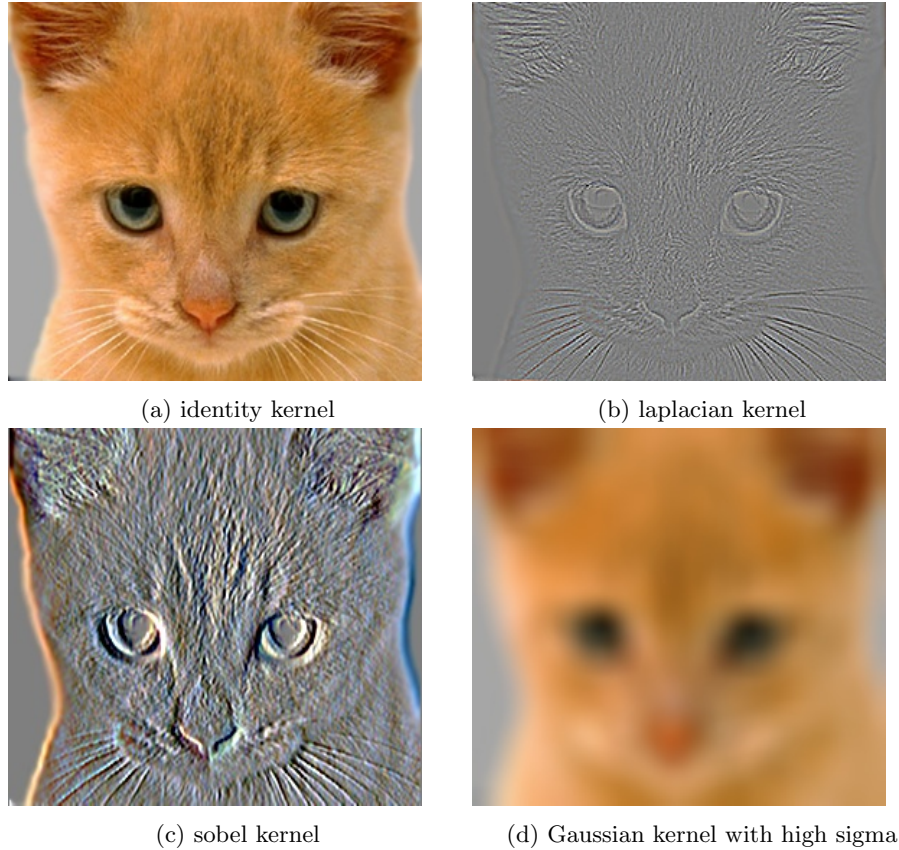 (a) identity kernel
(b) laplacian kernel
(c) sobel kernel
(d) Gaussian kernel with high sigma